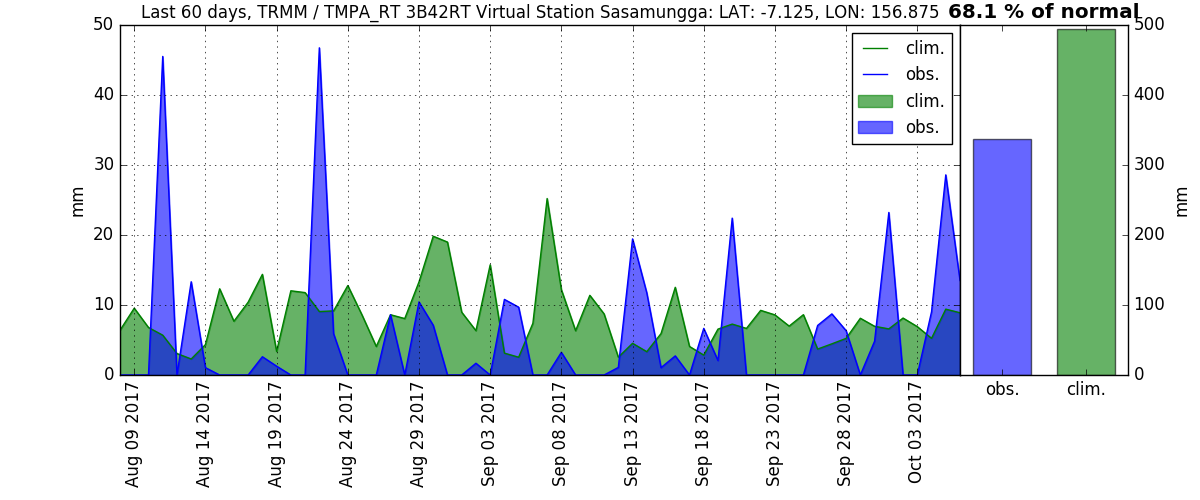 Last 60 days, TRMM / TMPA_RT 3B42RT Virtual Station Sasamungga: LAT: -7.125, LON: 156.875 68.1 % of normal
50
40
30
20
10
0
mm
clim.
obs.
clim.
obs.
500
400
300
200
100
0
mm
obs.
clim.
Aug 09 2017
Aug 14 2017
Aug 19 2017
Aug 24 2017
Aug 29 2017
Sep 03 2017
Sep 08 2017
Sep 13 2017
Sep 18 2017
Sep 23 2017
Sep 28 2017
Oct 03 2017